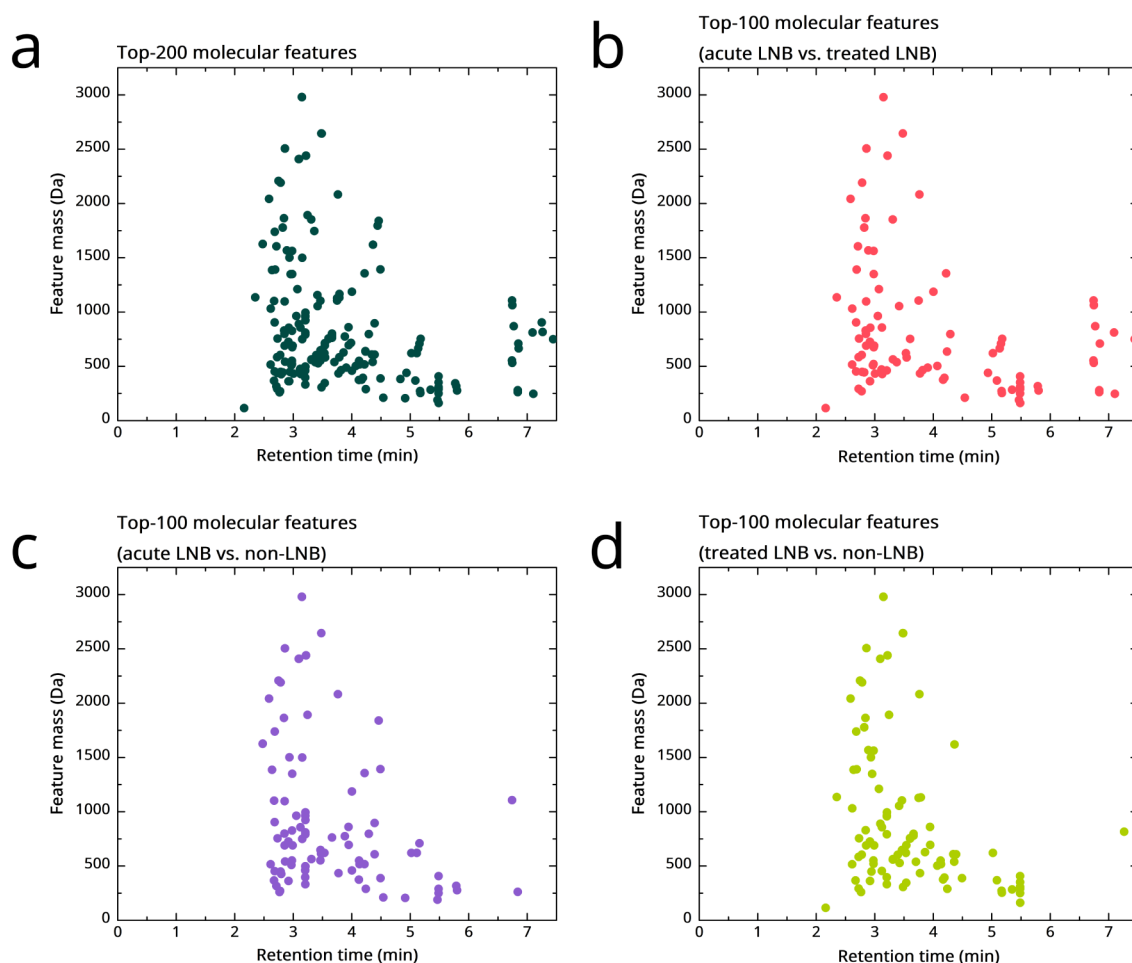 a
Top-200 molecular features
3000
2500
2000
1500
1000
500
0
Feature mass (Da)
0 1 2 3 4 5 6 7
Retention time (min)
b
Top-100 molecular features
(acute LNB vs. treated LNB)
3000
2500
2000
1500
1000
500
0
Feature mass (Da)
0 1 2 3 4 5 6 7
Retention time (min)
c
Top-100 molecular features
(acute LNB vs. non-LNB)
3000
2500
2000
1500
1000
500
0
Feature mass (Da)
0 1 2 3 4 5 6 7
Retention time (min)
d
Top-100 molecular features
(treated LNB vs. non-LNB)
3000
2500
2000
1500
1000
500
0
Feature mass (Da)
0 1 2 3 4 5 6 7
Retention time (min)